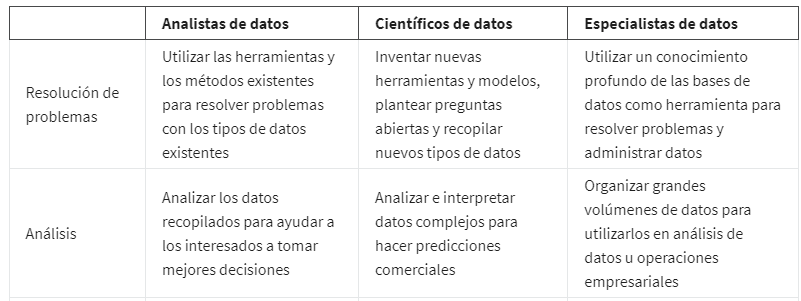 Analistas de datos
Científicos de datos
Especialistas de datos
Resolución de
problemas
Utilizar las herramientas y
los métodos existentes
para resolver problemas
con los tipos de datos
existentes
Inventar nuevas
herramientas y modelos,
plantear preguntas
abiertas y recopilar
nuevos tipos de datos
Utilizar un conocimiento
profundo de las bases de
datos como herramienta para
resolver problemas y
administrar datos
Análisis
Analizar los datos
recopilados para ayudar a
los interesados a tomar
mejores decisiones
Analizar e interpretar
datos complejos para
hacer predicciones
comerciales
Organizar grandes
volúmenes de datos para
utilizarlos en análisis de
datos u operaciones
empresariales